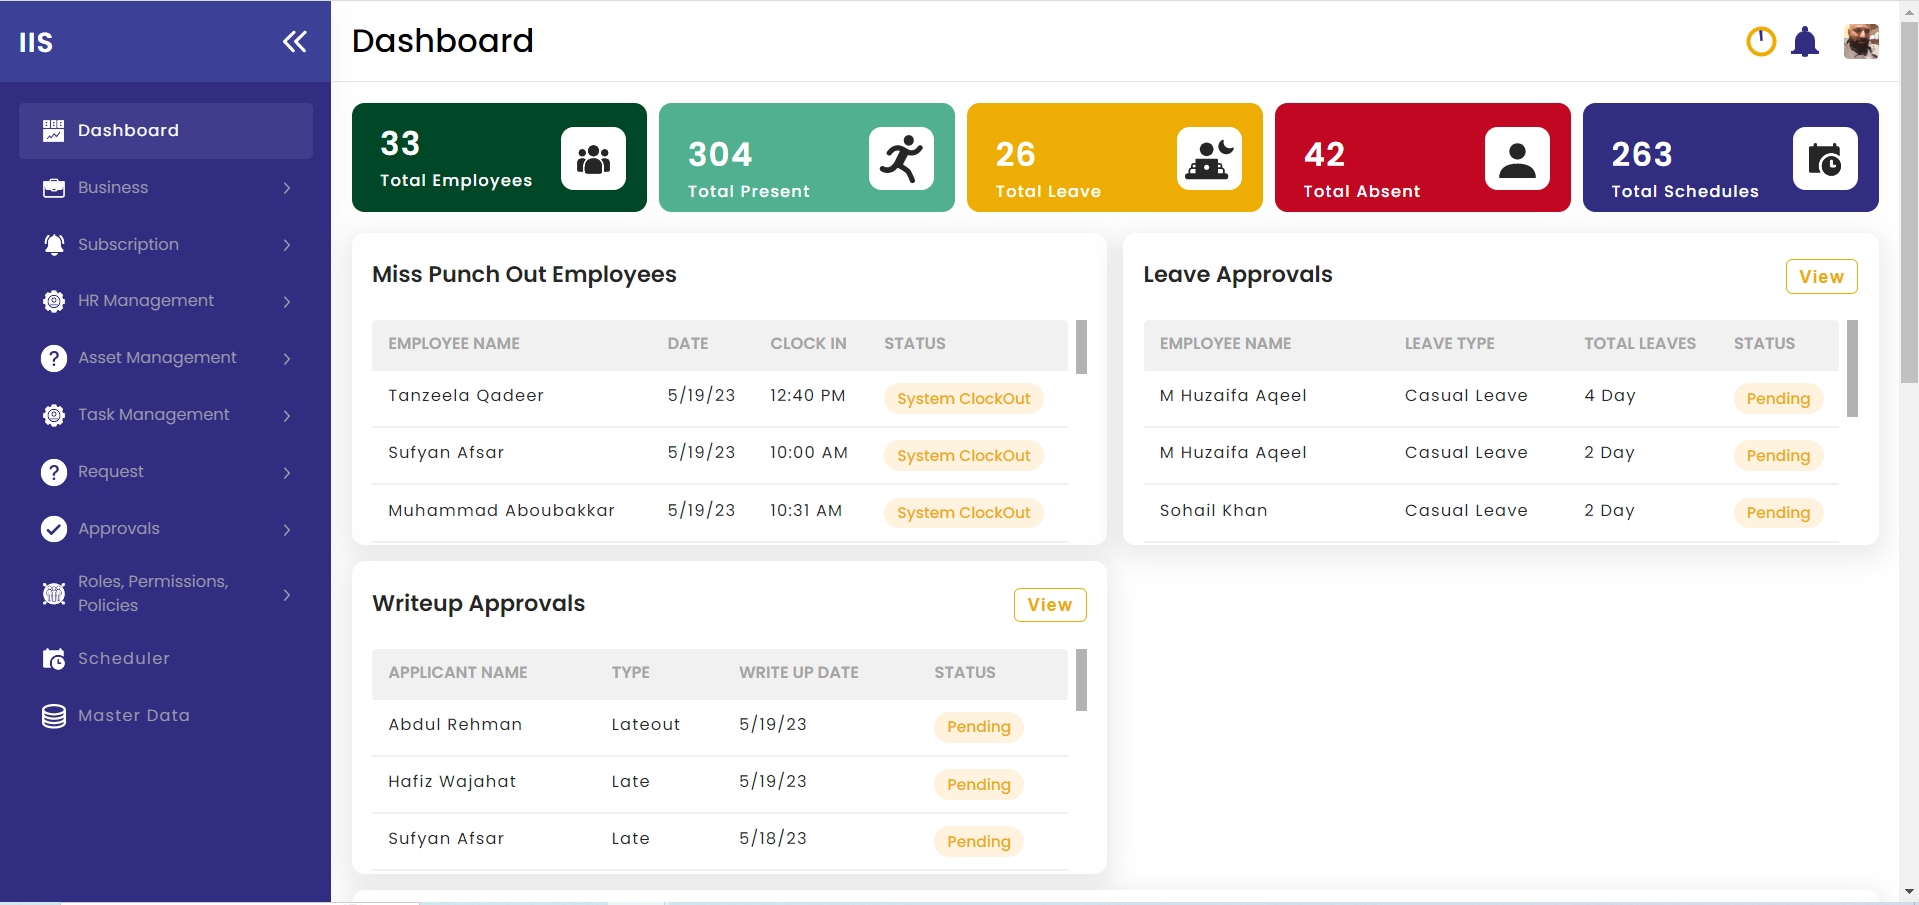 IIS
Dashboard
Dashboard
Business
Subscription
HR Management
Asset Management
Task Management
Request
Approvals
Roles, Permissions,
Policies
Scheduler
Master Data
33
Total Employees
304
Total Present
26
Total Leave
42
Total Absent
263
Total Schedules
Miss Punch Out Employees
EMPLOYEE NAME DATE CLOCK IN STATUS
Tanzeela Qadeer 5/19/23 12:40 PM System ClockOut
Sufyan Afsar 5/19/23 10:00 AM System ClockOut
Muhammad Aboubakkar 5/19/23 10:31 AM System ClockOut
Leave Approvals
View
EMPLOYEE NAME LEAVE TYPE TOTAL LEAVES STATUS
M Huzaifa Aqeel Casual Leave 4 Day Pending
M Huzaifa Aqeel Casual Leave 2 Day Pending
Sohail Khan Casual Leave 2 Day Pending
Writeup Approvals
View
APPLICANT NAME TYPE WRITE UP DATE STATUS
Abdul Rehman Lateout 5/19/23 Pending
Hafiz Wajahat Late 5/19/23 Pending
Sufyan Afsar Late 5/18/23 Pending